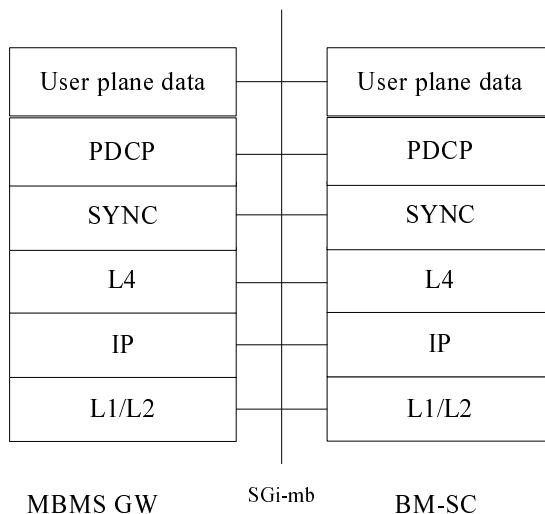 User plane data
PDCP
SYNC
L4
IP
L1/L2
User plane data
PDCP
SYNC
L4
IP
L1/L2
MBMS GW
SGi-mb
BM-SC